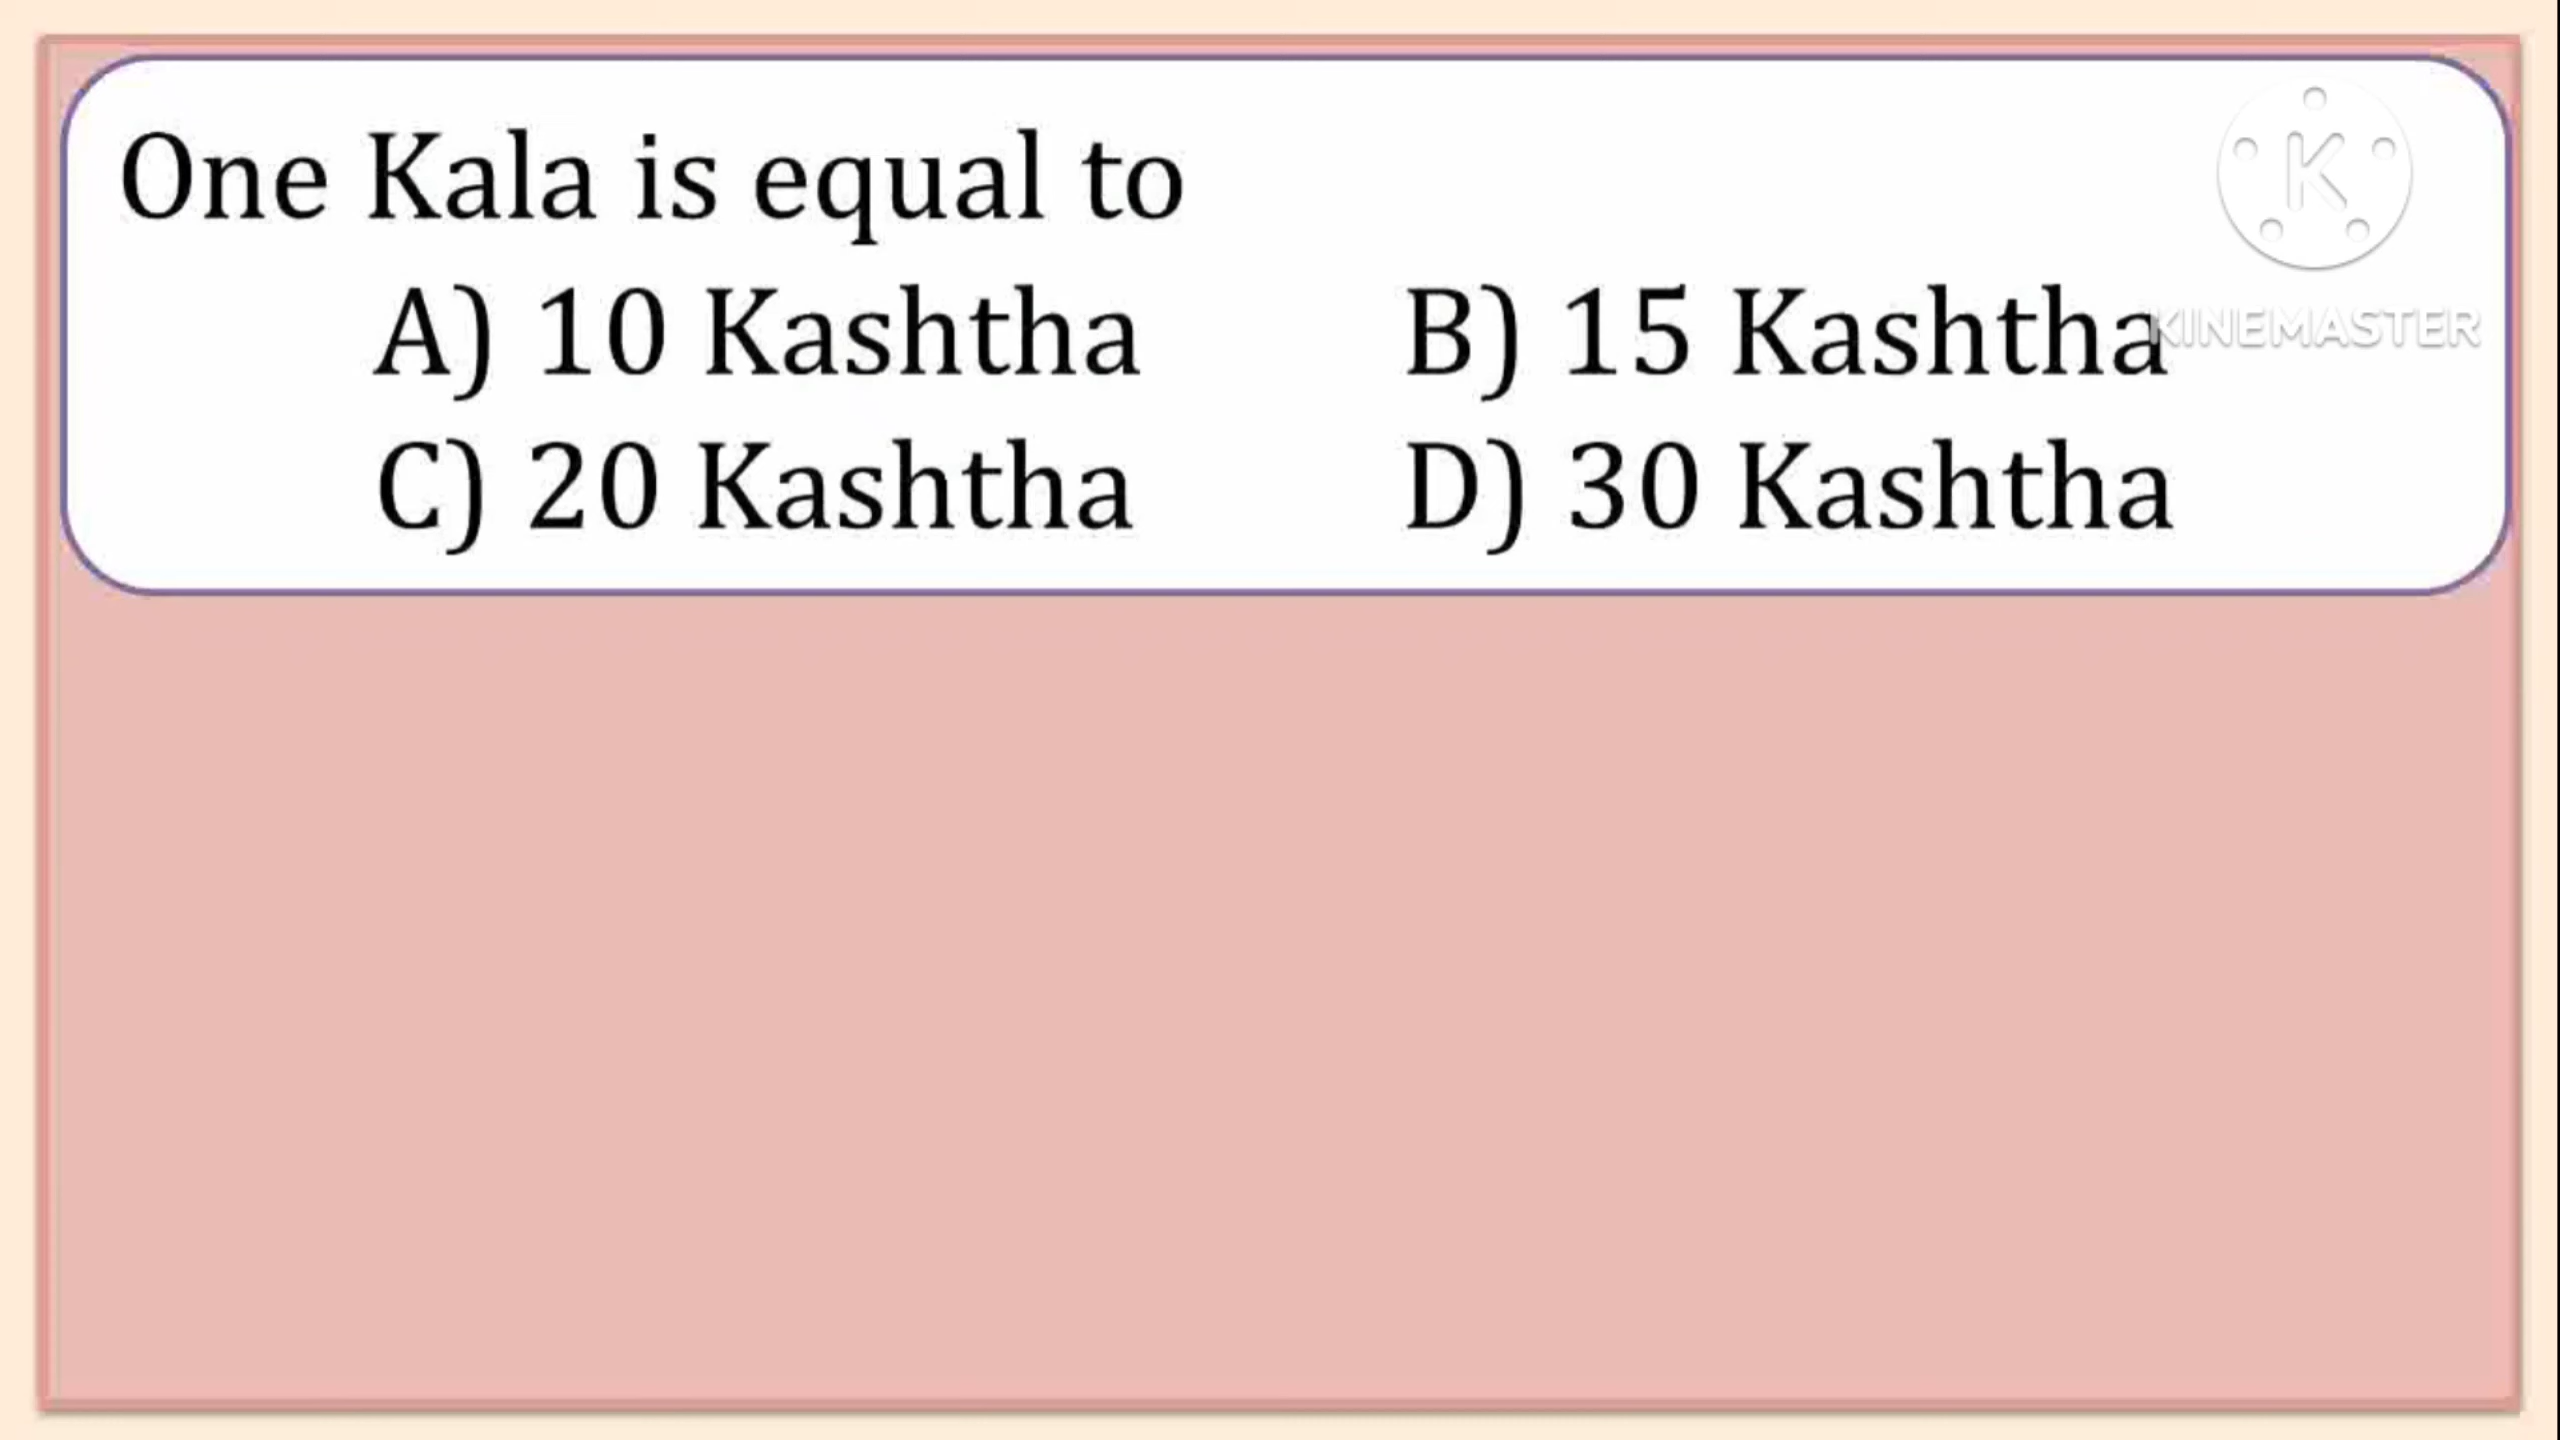 One Kala is equal to
A) 10 Kashtha B) 15 Kashtha
C) 20 Kashtha D) 30 Kashtha
K
KINEMASTER